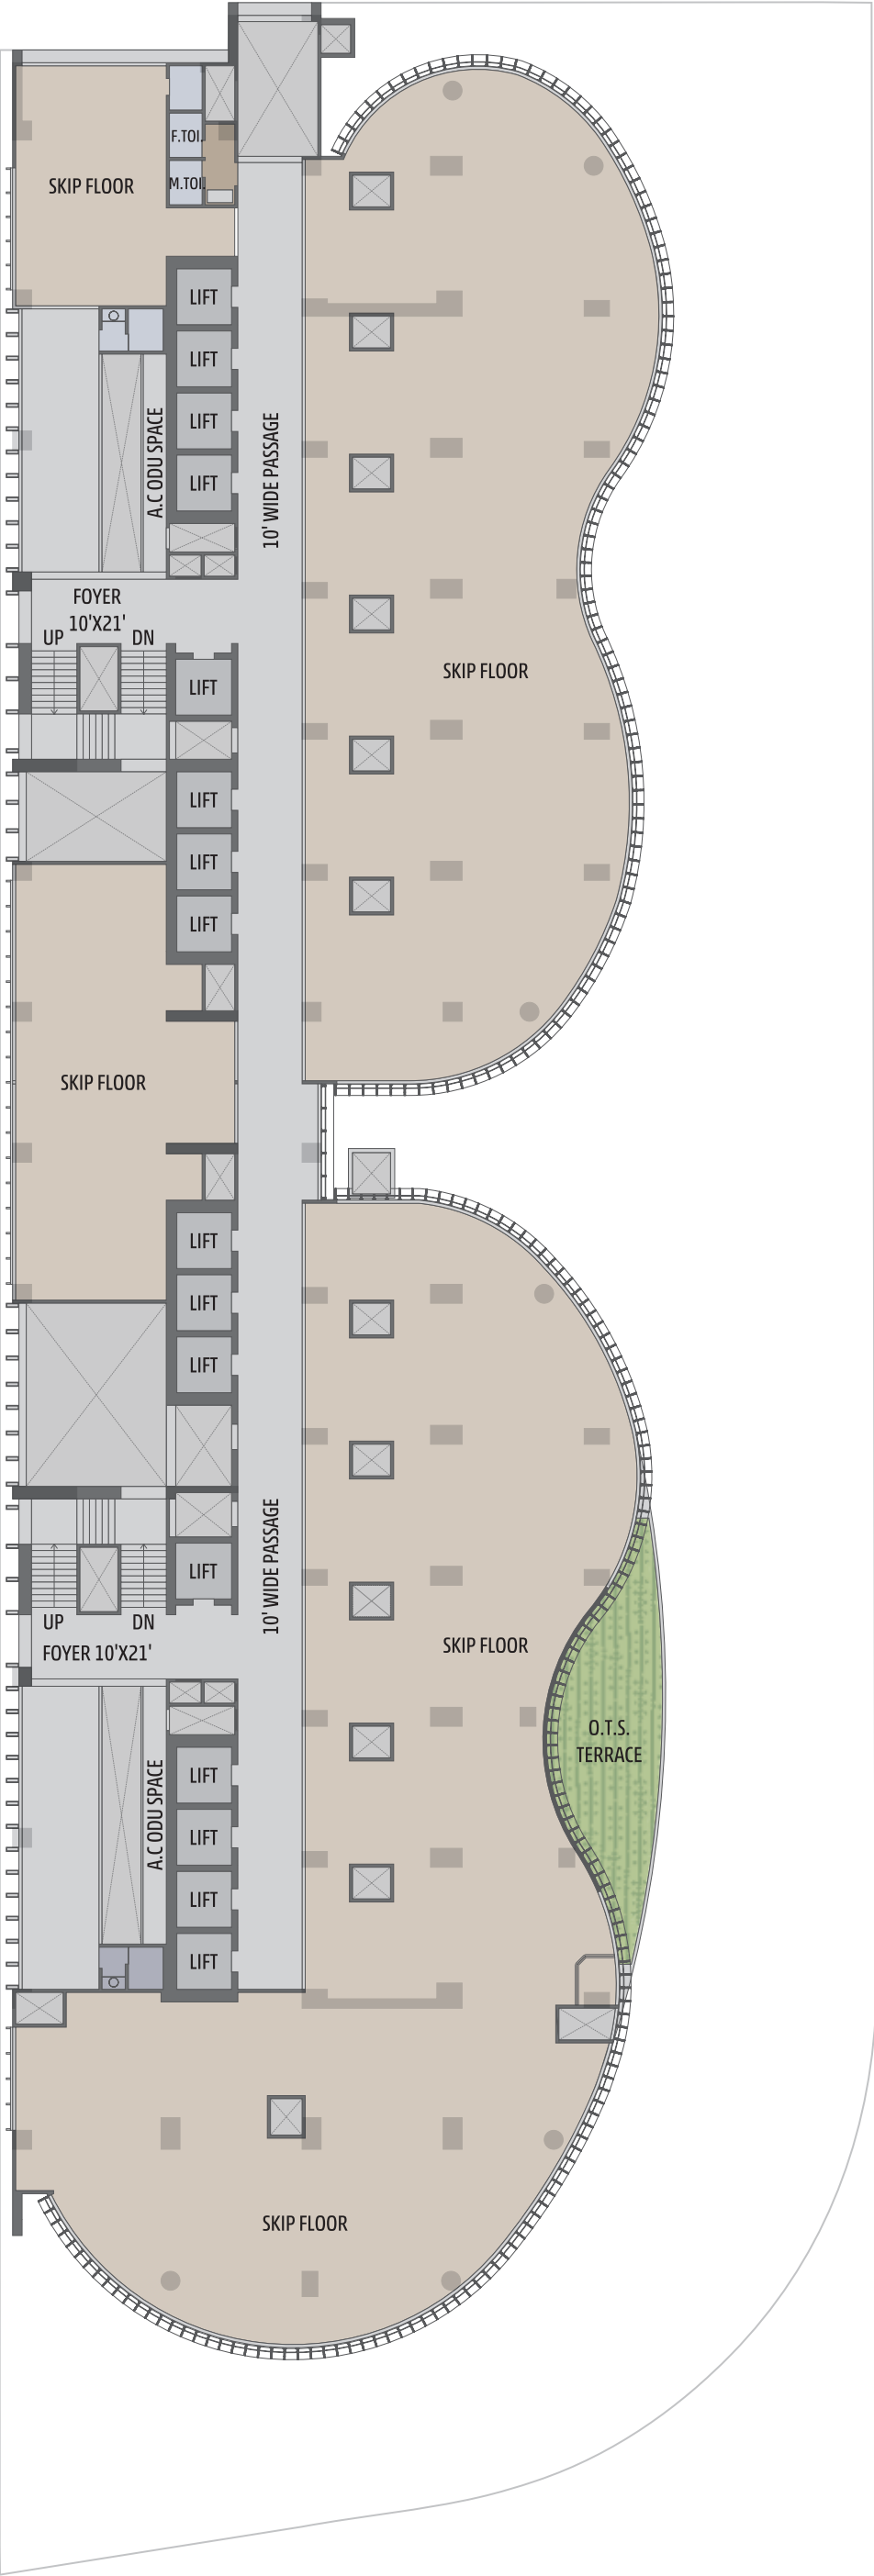 F.TOI.
M.TOI.
SKIP FLOOR
LIFT
LIFT
LIFT
LIFT
A.C ODU SPACE
10' WIDE PASSAGE
FOYER
10'X21'
UP
DN
SKIP FLOOR
LIFT
LIFT
LIFT
LIFT
SKIP FLOOR
LIFT
LIFT
LIFT
10' WIDE PASSAGE
LIFT
UP
DN
FOYER 10'X21'
SKIP FLOOR
O.T.S.
TERRACE
A.C ODU SPACE
LIFT
LIFT
LIFT
LIFT
SKIP FLOOR